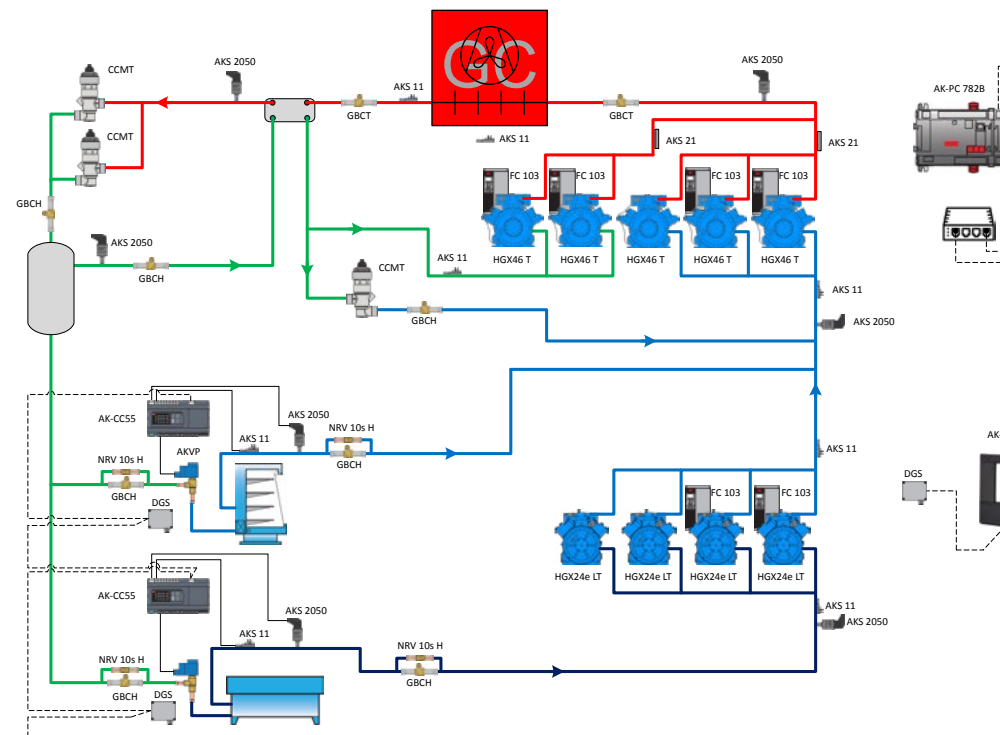 CCMT
AKS 2050
AKS 11
GBCT
GC
GBCT
AKS 2050
AK-PC 782B
CCMT
AKS 11
AKS 21
AKS 21
FC 103
FC 103
FC 103
FC 103
GBCH
AKS 2050
GBCH
HGX46 T
HGX46 T
HGX46 T
HGX46 T
HGX46 T
AKS 11
CCMT
GBCH
AKS 11
AKS 2050
AK-CC55
AKS 2050
NRV 10s H
AKS 11
GBCH
AKVP
NRV 10s H
GBCH
DGS
AKS 11
AK-
DGS
FC 103
FC 103
HGX24e LT
HGX24e LT
HGX24e LT
HGX24e LT
AK-CC55
AKS 2050
AKS 11
AKS 11
AKS 2050
NRV 10s H
GBCH
NRV 10s H
GBCH
DGS